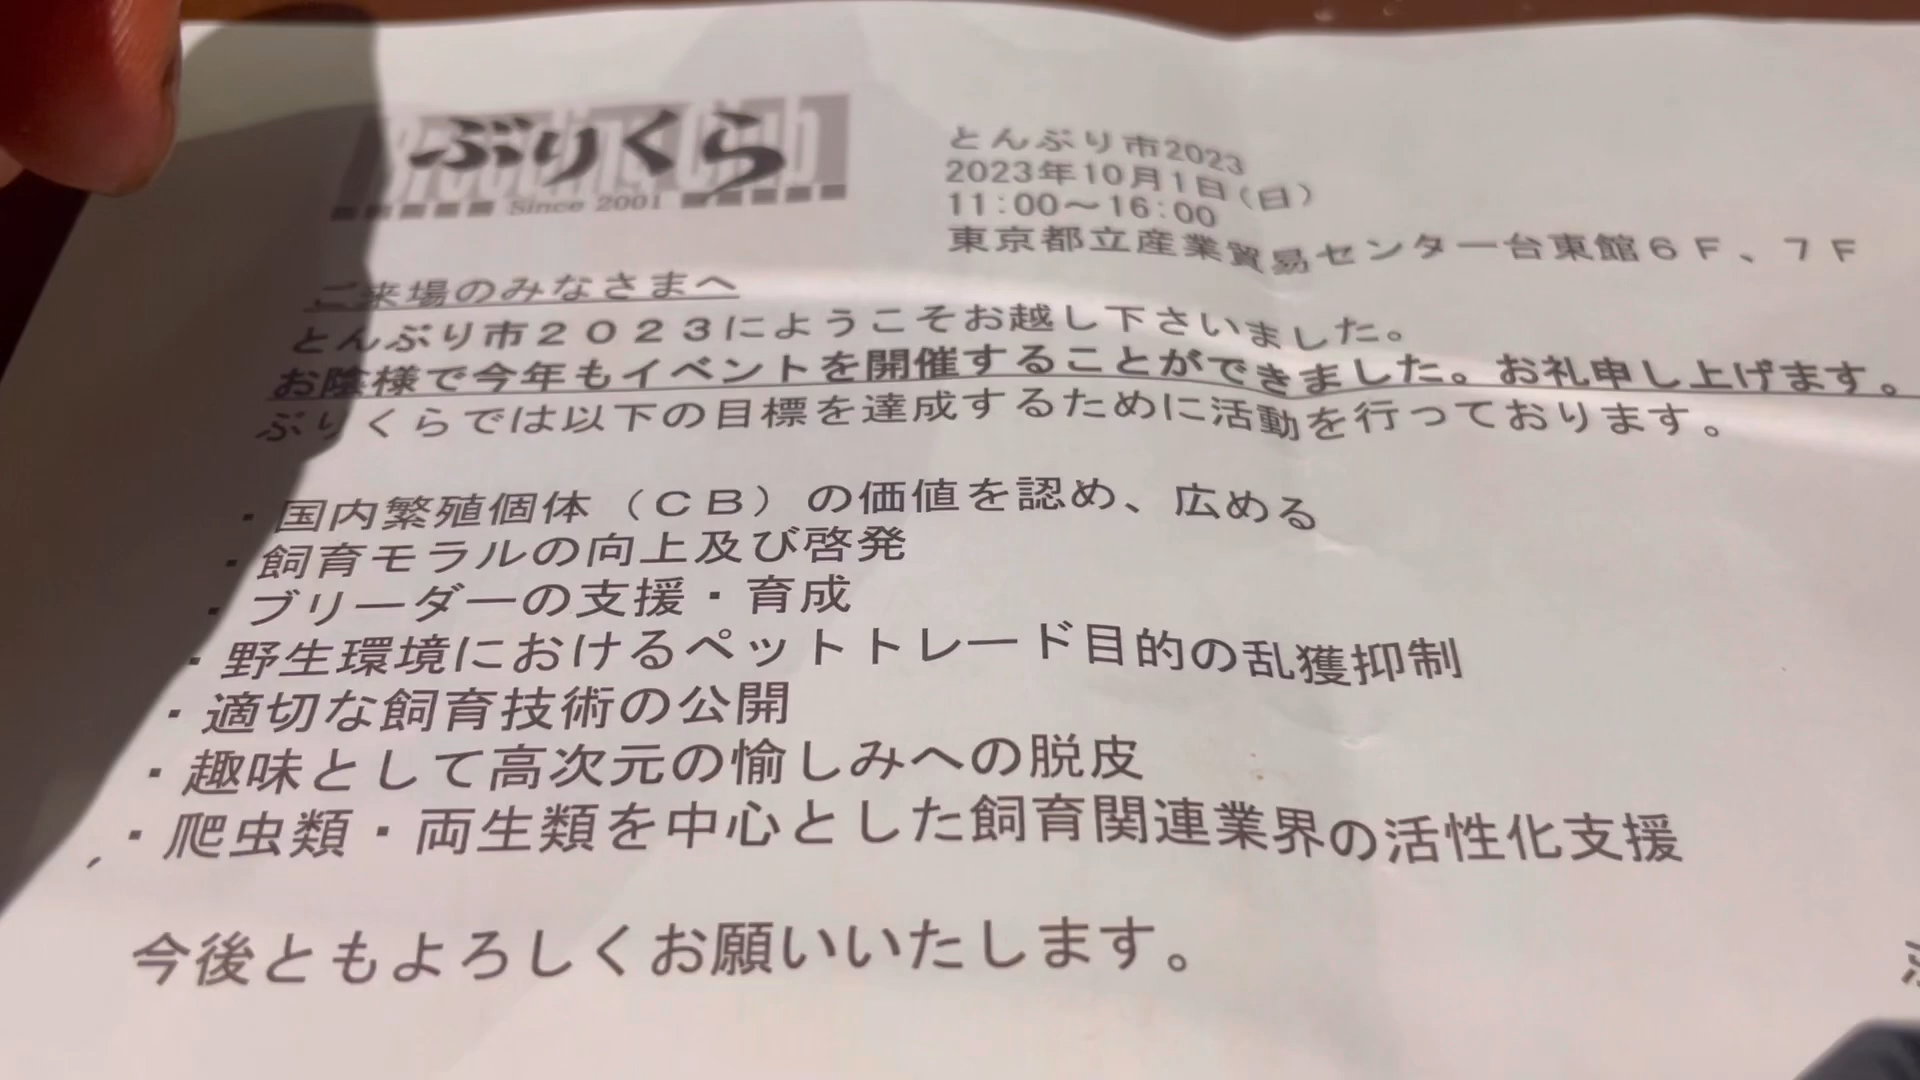 ぶりくら
Since 2001
とんぶり市2023
2023年10月1日(日)
11:00～16:00
東京都立産業貿易センター台東館６Ｆ、７Ｆ
ご来場のみなさまへ
とんぶり市２０２３にようこそお越し下さいました。
お陰様で今年もイベントを開催することができました。お礼申し上げます。
ぶりくらでは以下の目標を達成するために活動を行っております。
・国内繁殖個体（ＣＢ）の価値を認め、広める
・飼育モラルの向上及び啓発
・ブリーダーの支援・育成
・野生環境におけるペットトレード目的の乱獲抑制
・適切な飼育技術の公開
・趣味として高次元の愉しみへの脱皮
・爬虫類・両生類を中心とした飼育関連業界の活性化支援
今後ともよろしくお願いいたします。